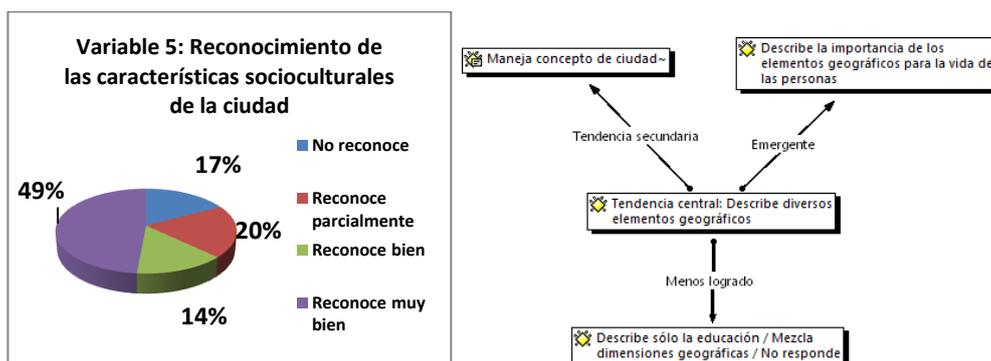 Variable 5: Reconocimiento de
las características socioculturales
de la ciudad
17%
49%
20%
14%
No reconoce
Reconoce
parcialmente
Reconoce bien
Reconoce muy
bien
Maneja concepto de ciudad~
Describe la importancia de los
elementos geográficos para la vida de
las personas
Tendencia secundaria
Emergente
Tendencia central: Describe diversos
elementos geográficos
Menos logrado
Describe sólo la educación / Mezcla
dimensiones geográficas / No responde